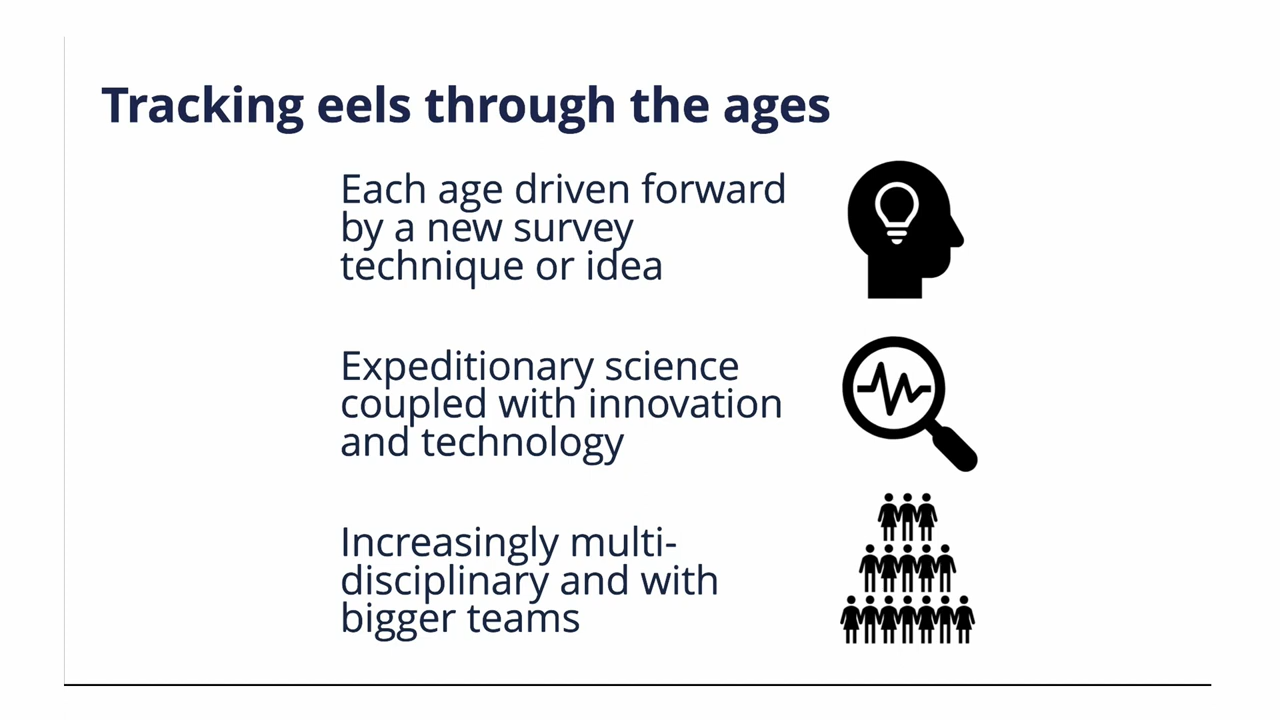 Tracking eels through the ages
Each age driven forward
by a new survey
technique or idea
Expeditionary science
coupled with innovation
and technology
Increasingly multi-
disciplinary and with
bigger teams